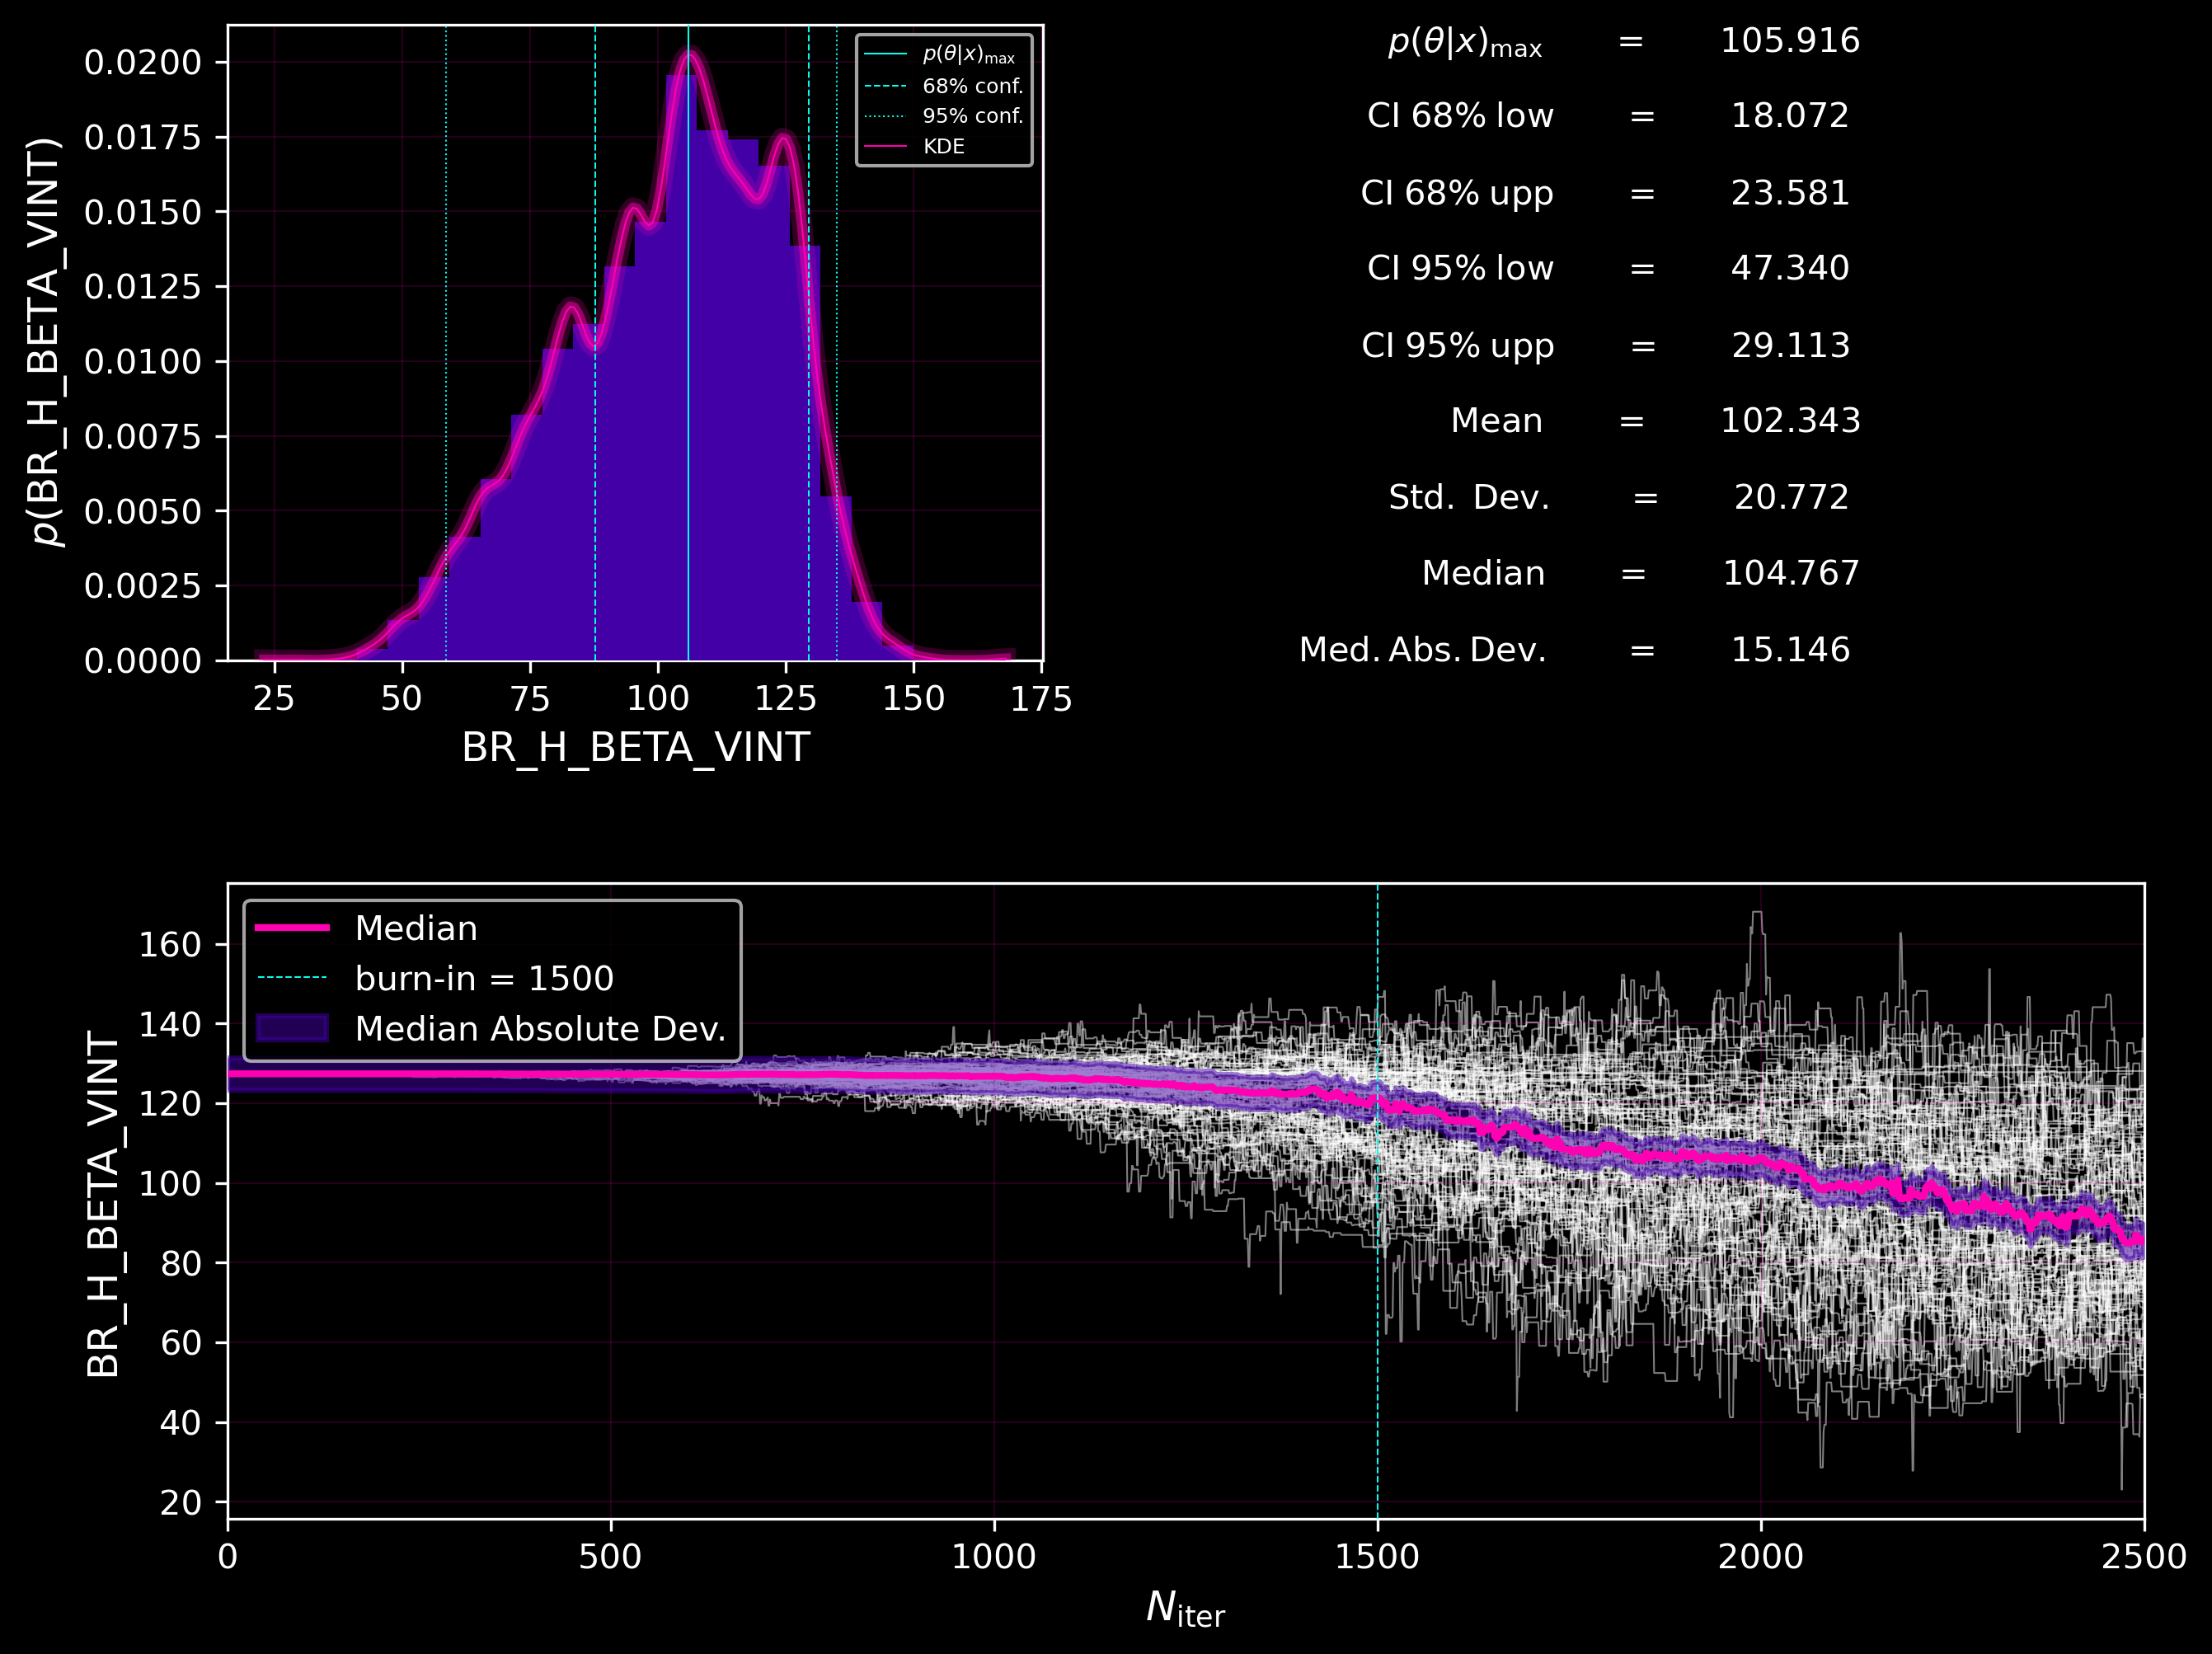 p(BR_H_BETA_VINT)
0.0200
0.0175
0.0150
0.0125
0.0100
0.0075
0.0050
0.0025
0.0000
25 50 75 100 125 150 175
BR_H_BETA_VINT
p(θ|x)max
68% conf.
95% conf.
KDE
p(θ|x)max = 105.916
CI 68% low = 18.072
CI 68% upp = 23.581
CI 95% low = 47.340
CI 95% upp = 29.113
Mean = 102.343
Std. Dev. = 20.772
Median = 104.767
Med. Abs. Dev. = 15.146
BR_H_BETA_VINT
160
140
120
100
80
60
40
20
Median
burn-in = 1500
Median Absolute Dev.
0 500 1000 1500 2000 2500
Niter